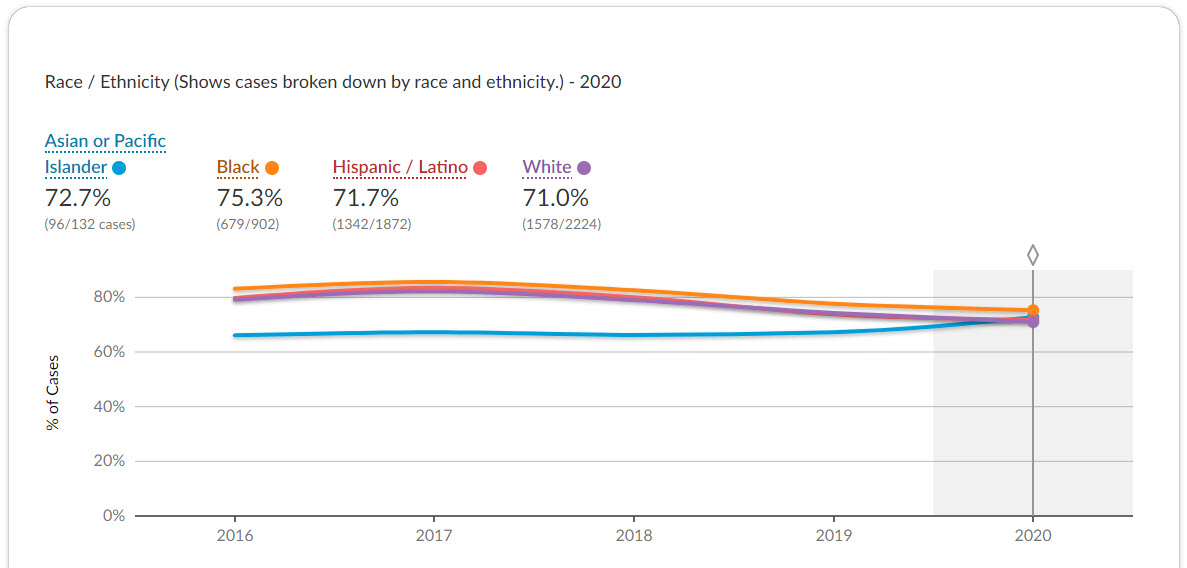 Race / Ethnicity (Shows cases broken down by race and ethnicity.) - 2020
Asian or Pacific
Islander
72.7%
(96/132 cases)
Black
75.3%
(679/902)
Hispanic / Latino
71.7%
(1342/1872)
White
71.0%
(1578/2224)
% of Cases
80%
60%
40%
20%
0%
2016
2017
2018
2019
2020